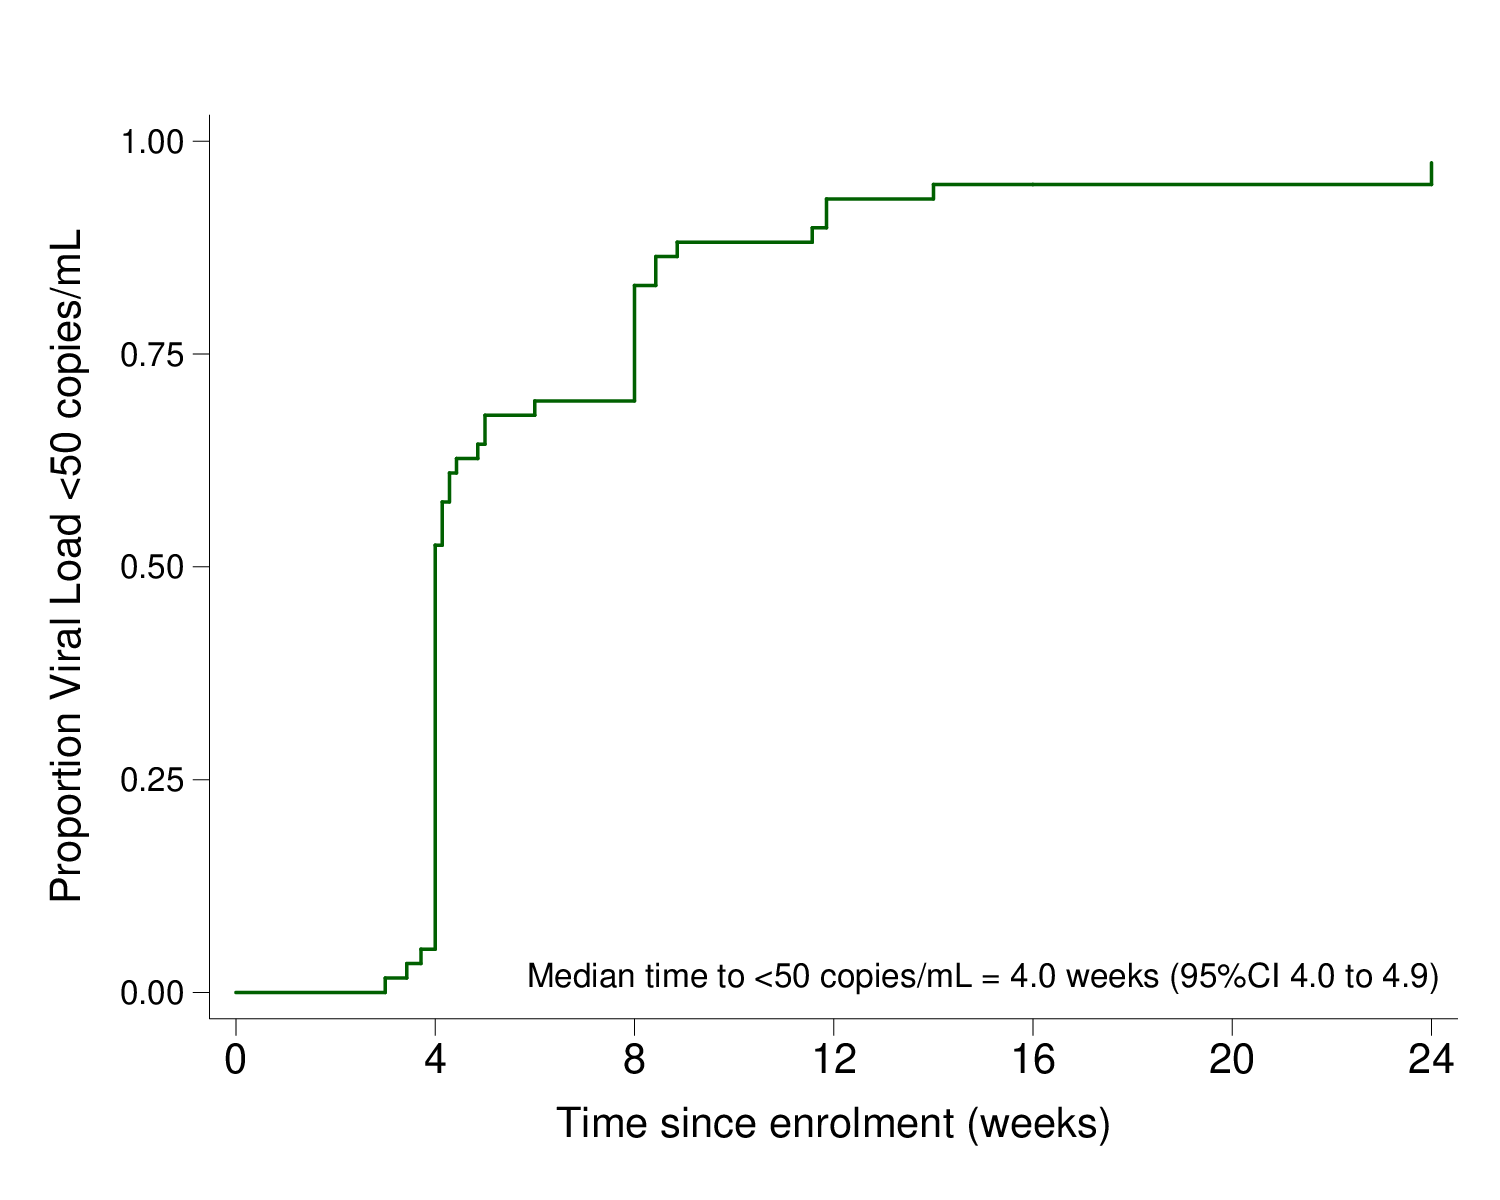 Proportion Viral Load <50 copies/mL
1.00
0.75
0.50
0.25
0.00
Median time to <50 copies/mL = 4.0 weeks (95%CI 4.0 to 4.9)
0 4 8 12 16 20 24
Time since enrolment (weeks)